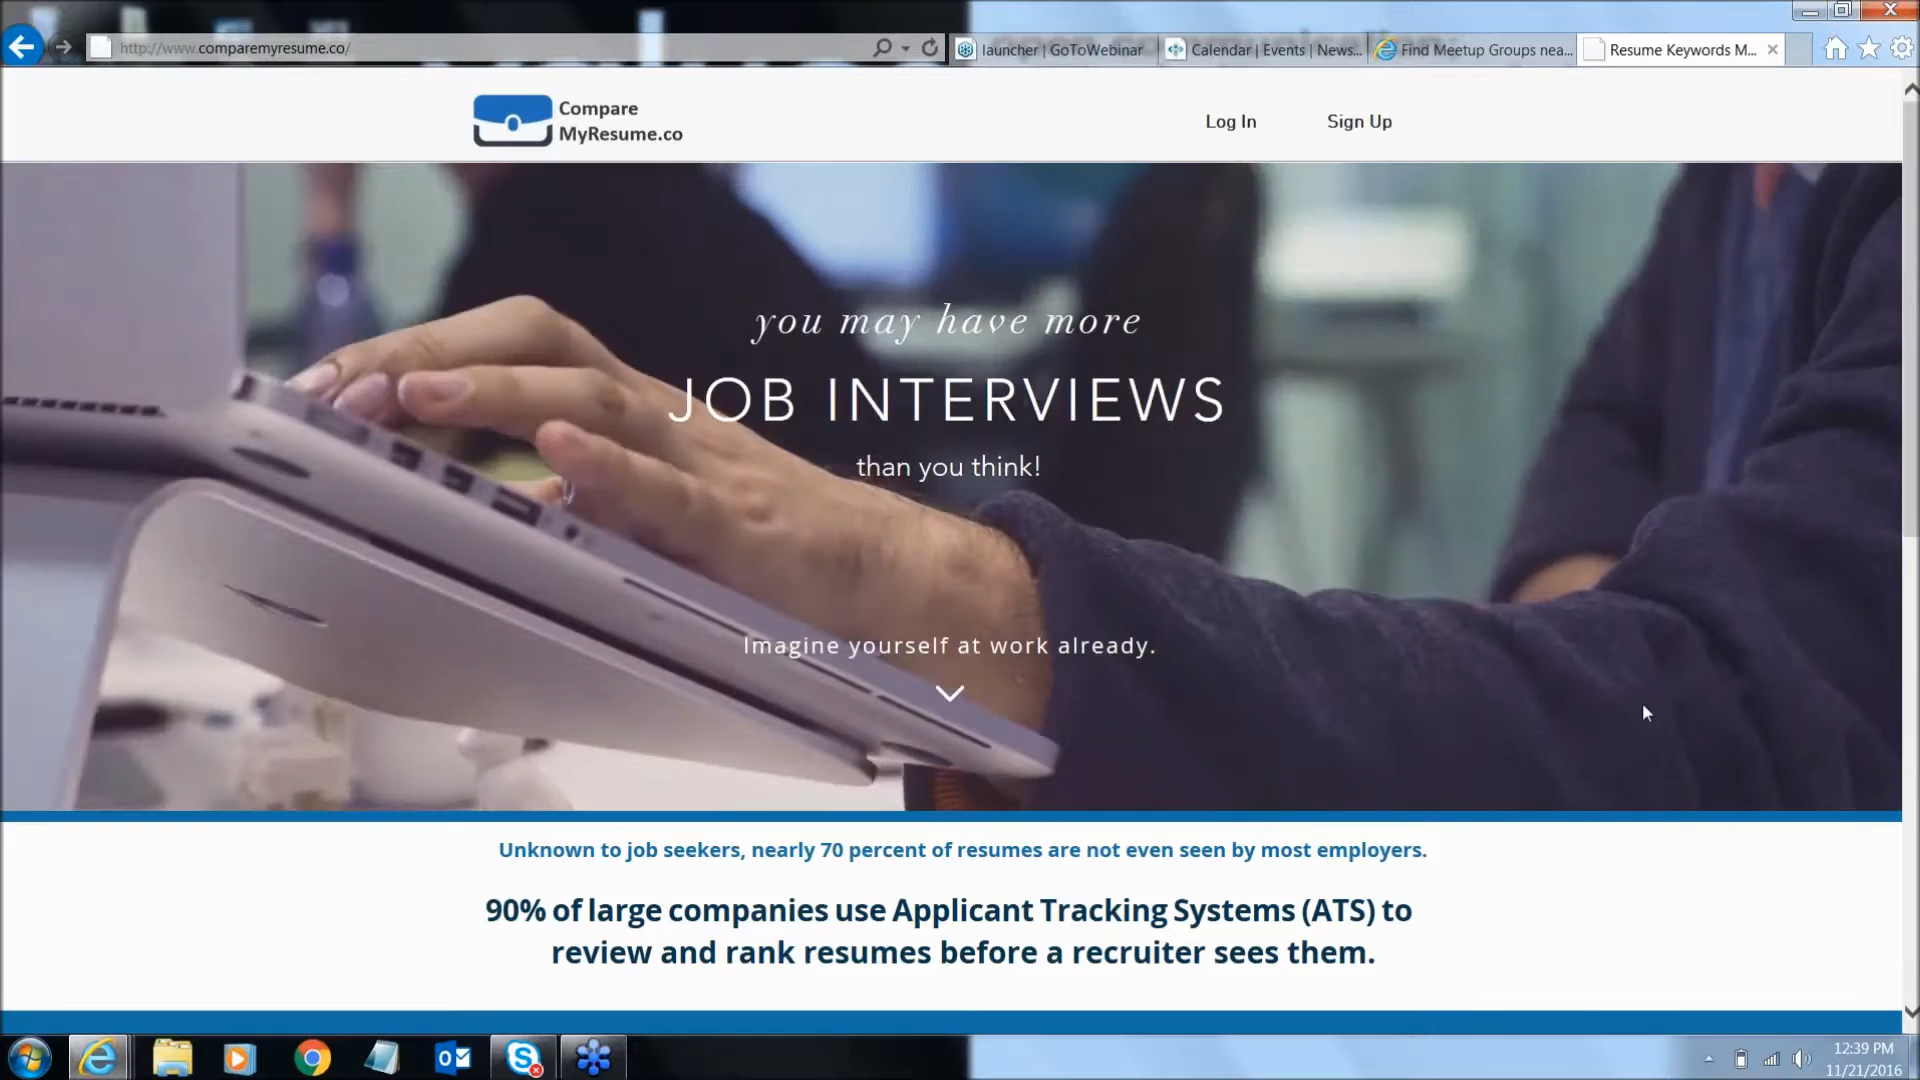 http://www.comparemyresume.co/
launcher | GoToWebinar
Calendar | Events | News...
Find Meetup Groups nea...
Resume Keywords M...
Compare
MyResume.co
Log In
Sign Up
you may have more
JOB INTERVIEWS
than you think!
Imagine yourself at work already.
Unknown to job seekers, nearly 70 percent of resumes are not even seen by most employers.
90% of large companies use Applicant Tracking Systems (ATS) to
review and rank resumes before a recruiter sees them.
12:39 PM
11/21/2016